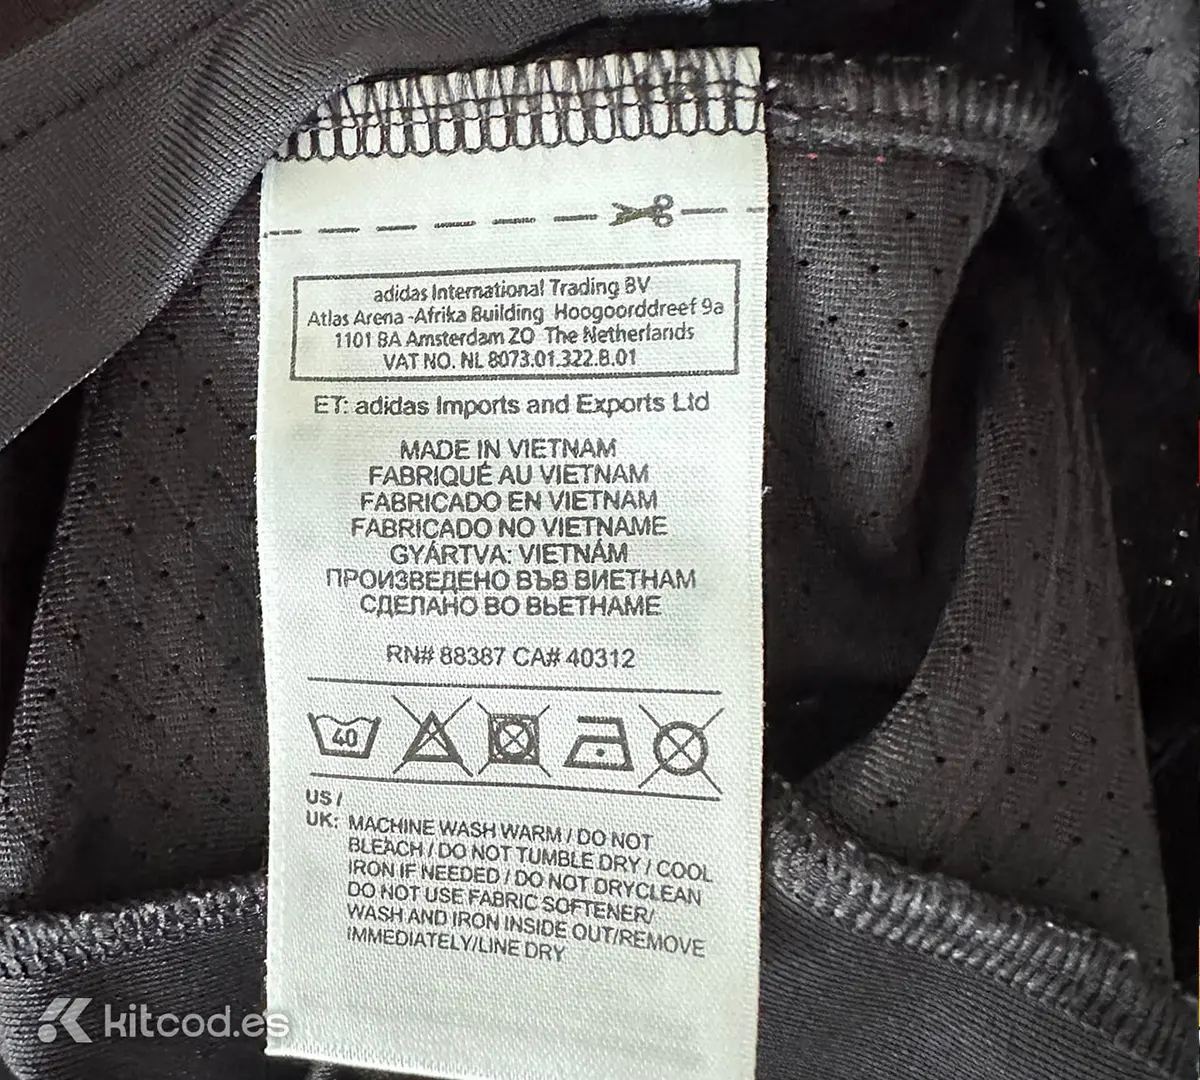 adidas International Trading BV
Atlas Arena -Afrika Building Hoogoorddreef 9a
1101 BA Amsterdam ZO The Netherlands
VAT NO. NL 8073.01.322.B.01
ET: adidas Imports and Exports Ltd
MADE IN VIETNAM
FABRIQUÉ AU VIETNAM
FABRICADO EN VIETNAM
FABRICADO NO VIETNAME
GYÁRTVA: VIETNÁM
ПРОИЗВЕДЕНО ВЪВ ВИЕТНАМ
СДЕЛАНО ВО ВЬЕТНАМЕ
RN# 88387 CA# 40312
40
US /
UK: MACHINE WASH WARM / DO NOT
BLEACH / DO NOT TUMBLE DRY / COOL
IRON IF NEEDED / DO NOT DRYCLEAN
DO NOT USE FABRIC SOFTENER/
WASH AND IRON INSIDE OUT/REMOVE
IMMEDIATELY/LINE DRY
kitcod.es